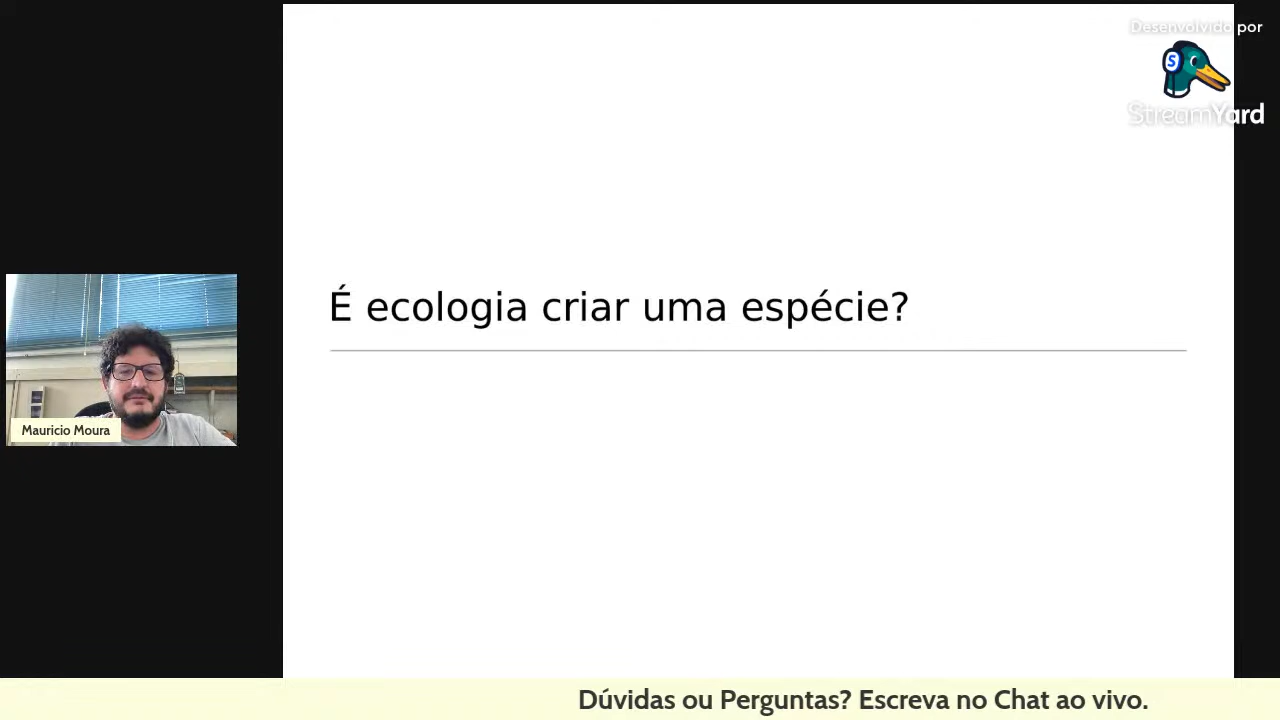 Desenvolvido por
StreamYard
É ecologia criar uma espécie?
Mauricio Moura
Dúvidas ou Perguntas? Escreva no Chat ao vivo.